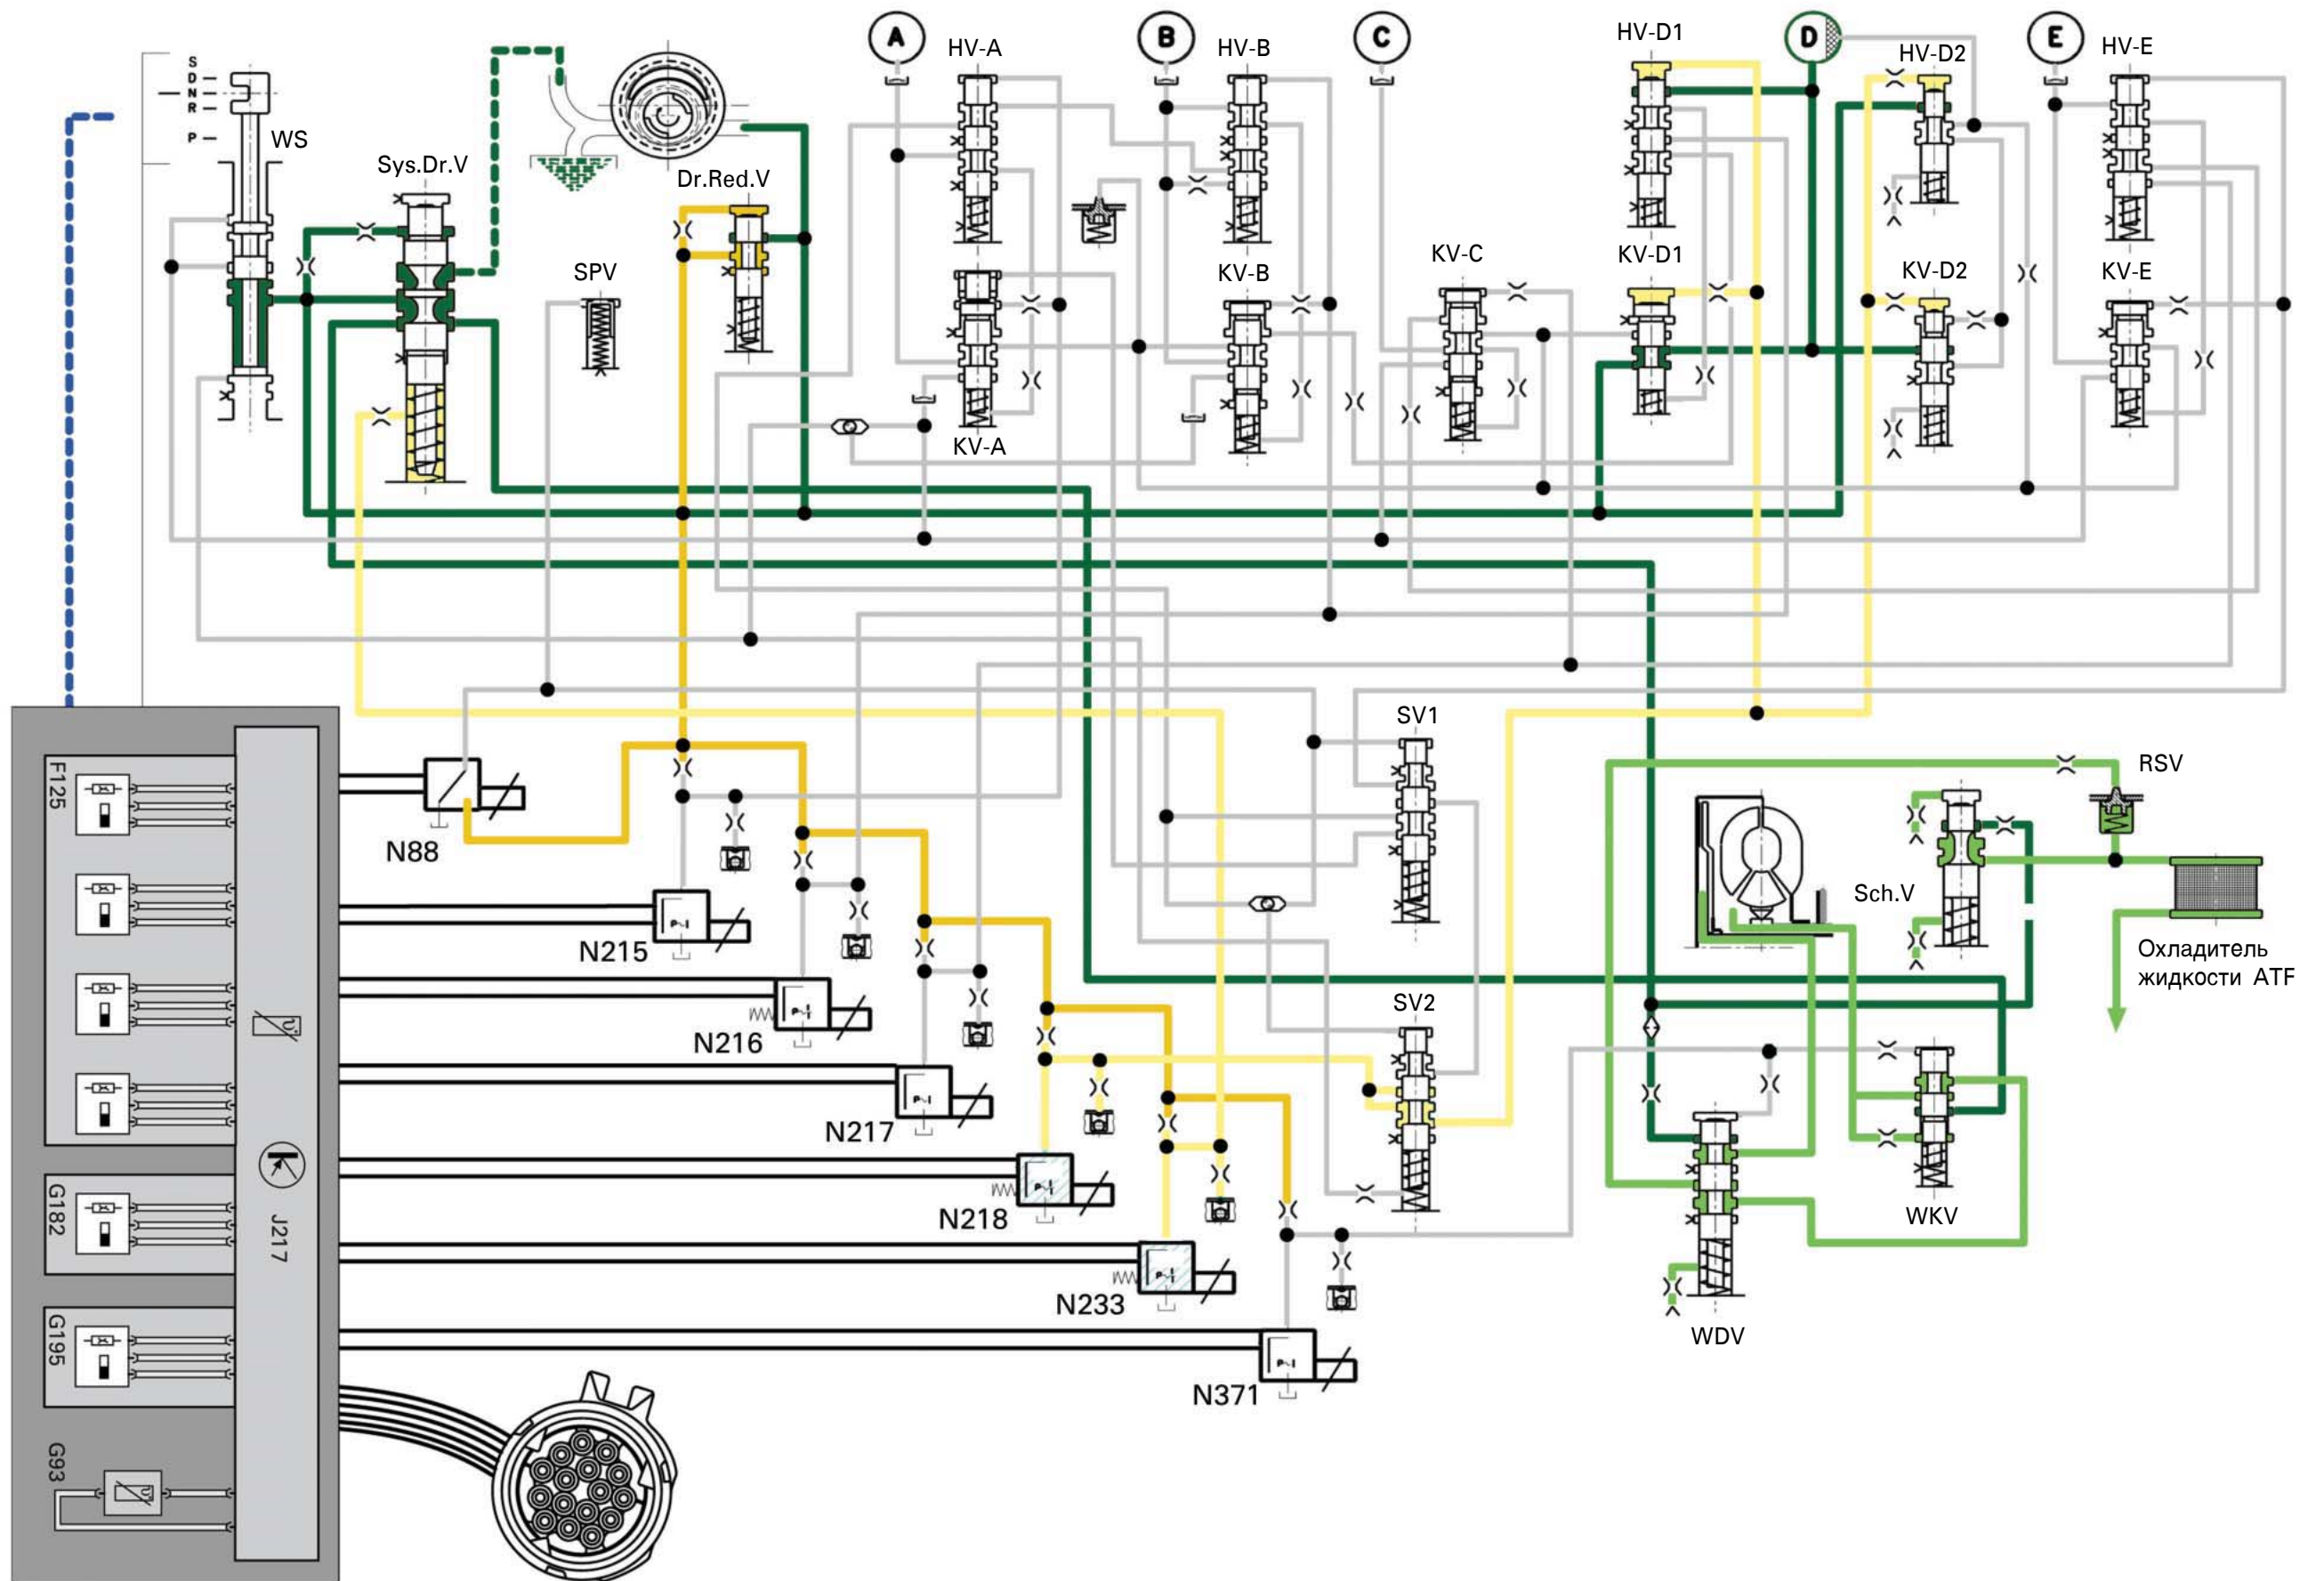 A
B
C
D
E
HV-A
HV-B
HV-D1
HV-D2
HV-E
S
D
N
R
P
WS
Sys.Dr.V
Dr.Red.V
SPV
KV-A
KV-B
KV-C
KV-D1
KV-D2
KV-E
SV1
RSV
F125
N88
Sch.V
N215
Охладитель
жидкости ATF
N216
SV2
N217
G182
J217
N218
WKV
N233
WDV
G195
N371
G93